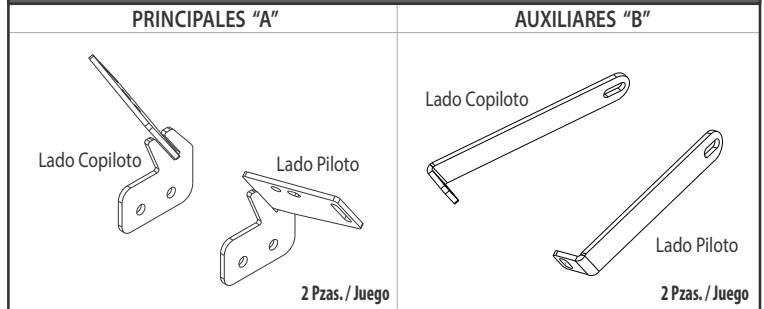 PRINCIPALES “A”
Lado Copiloto
Lado Piloto
2 Pzas. / Juego
AUXILIARES “B”
Lado Copiloto
Lado Piloto
2 Pzas. / Juego